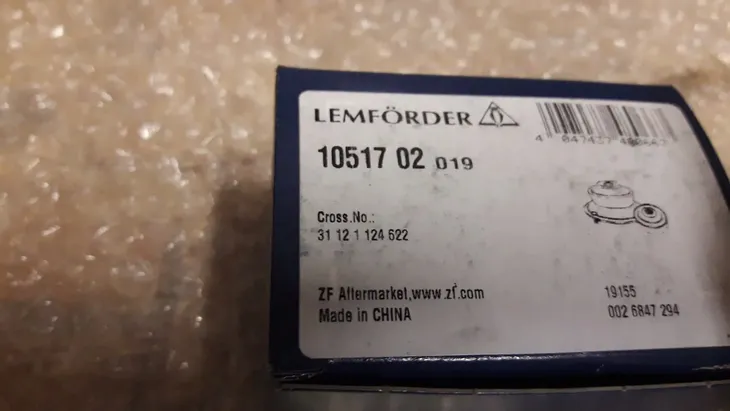 LEMFÖRDER
10517 02 019
Cross.No.:
31 12 1 124 622
ZF Aftermarket,www.zf.com
Made in CHINA
19155
002 6847 294